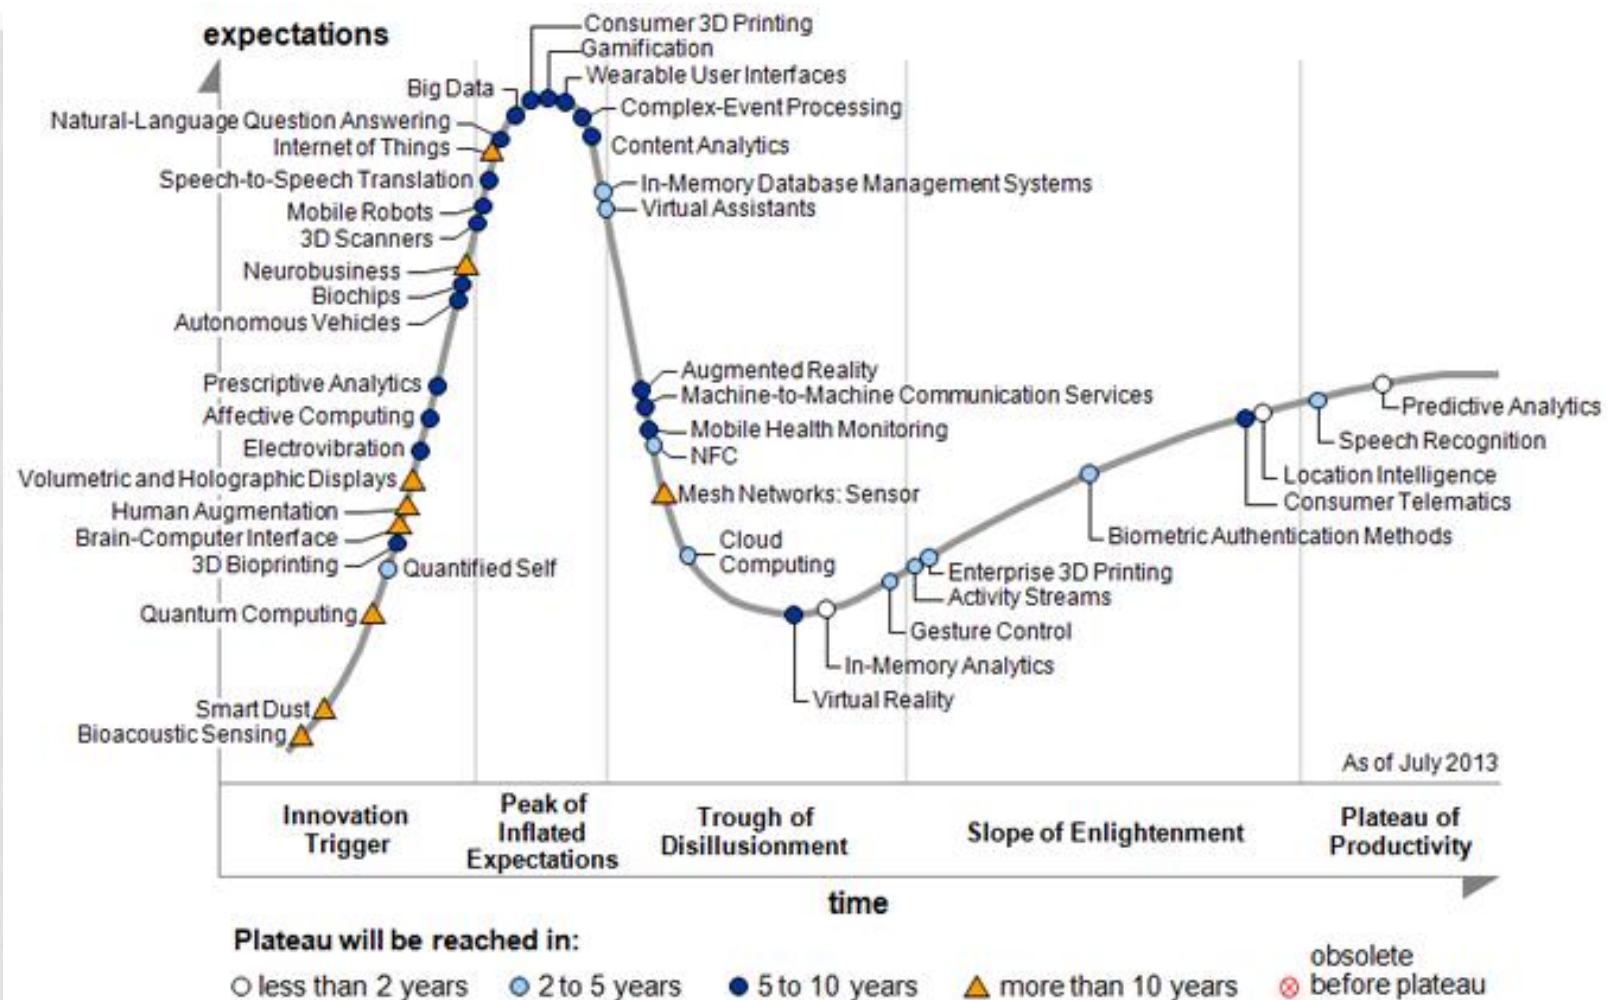 expectations
Consumer 3D Printing
Gamification
Wearable User Interfaces
Big Data
Complex-Event Processing
Natural-Language Question Answering
Content Analytics
Internet of Things
Speech-to-Speech Translation
In-Memory Database Management Systems
Mobile Robots
Virtual Assistants
3D Scanners
Neurobusiness
Biochips
Autonomous Vehicles
Augmented Reality
Prescriptive Analytics
Machine-to-Machine Communication Services
Affective Computing
Mobile Health Monitoring
Electrovibration
NFC
Volumetric and Holographic Displays
Mesh Networks: Sensor
Human Augmentation
Brain-Computer Interface
3D Bioprinting
Quantified Self
Cloud
Computing
Quantum Computing
Smart Dust
Bioacoustic Sensing
Predictive Analytics
Speech Recognition
Location Intelligence
Consumer Telematics
Biometric Authentication Methods
Enterprise 3D Printing
Activity Streams
Gesture Control
In-Memory Analytics
Virtual Reality
As of July 2013
Innovation
Trigger
Peak of
Inflated
Expectations
Trough of
Disillusionment
Slope of Enlightenment
Plateau of
Productivity
time
Plateau will be reached in:
less than 2 years
2 to 5 years
5 to 10 years
more than 10 years
obsolete
before plateau